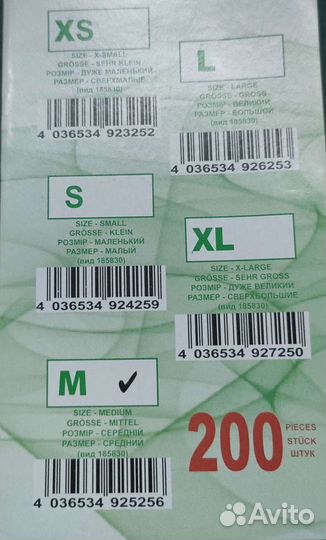 XS
SIZE - X-SMALL
GRÖSSE - SEHR KLEIN
РОЗМІР - ДУЖЕ МАЛЕНЬКИЙ
РАЗМЕР - СВЕРХМАЛЫЕ
(вид 185830)
4 036534 923252
L
SIZE - LARGE
GRÖSSE - GROSS
РОЗМІР - ВЕЛИКИЙ
РАЗМЕР - БОЛЬШОЙ
(вид 185830)
4 036534 926253
S
SIZE - SMALL
GRÖSSE - KLEIN
РОЗМІР - МАЛЕНЬКИЙ
РАЗМЕР - МАЛЫЙ
(вид 185830)
4 036534 924259
XL
SIZE - X-LARGE
GRÖSSE - SEHR GROSS
РОЗМІР - ДУЖЕ ВЕЛИКИЙ
РАЗМЕР - СВЕРХБОЛЬШИЕ
(вид 185830)
4 036534 927250
M ✓
SIZE - MEDIUM
GRÖSSE - MITTEL
РОЗМІР - СЕРЕДНІЙ
РАЗМЕР - СРЕДНИЙ
(вид 185830)
4 036534 925256
200
PIECES
STÜCK
ШТУК
Avito